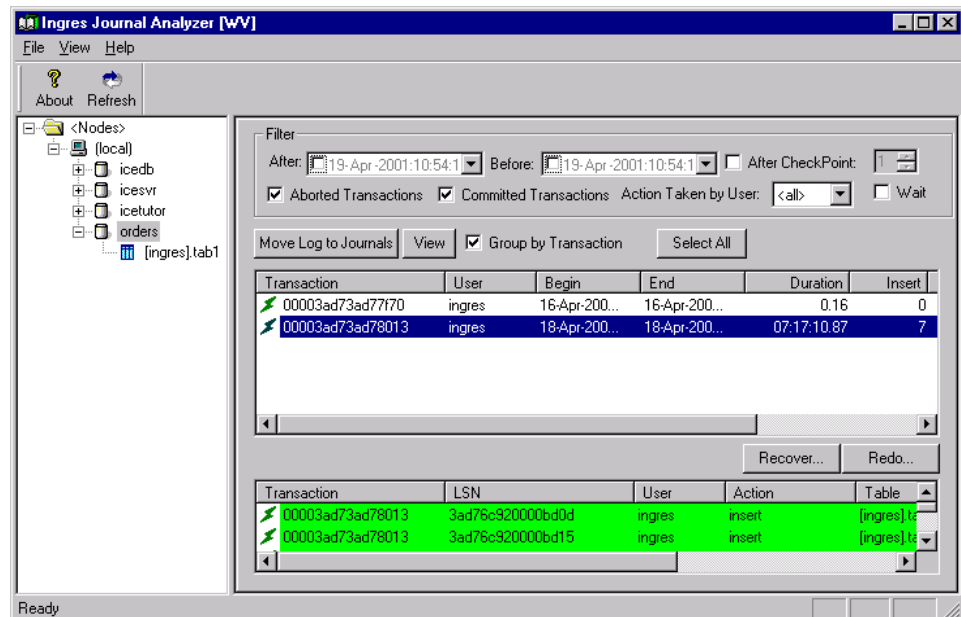 Ingres Journal Analyzer [WV]
File View Help
About Refresh
<Nodes>
(local)
icedb
icesvr
icetutor
orders
[ingres].tab1
Filter
After: 19-Apr-2001:10:54:1 Before: 19-Apr-2001:10:54:1 After CheckPoint: 1
Aborted Transactions Committed Transactions Action Taken by User: <all> Wait
Move Log to Journals View Group by Transaction Select All
Transaction User Begin End Duration Insert
00003ad73ad77f70 ingres 16-Apr-200... 16-Apr-200... 0.16 0
00003ad73ad78013 ingres 18-Apr-200... 18-Apr-200... 07:17:10.87 7
Recover... Redo...
Transaction LSN User Action Table
00003ad73ad78013 3ad76c920000bd0d ingres insert [ingres].ta
00003ad73ad78013 3ad76c920000bd15 ingres insert [ingres].ta
Ready